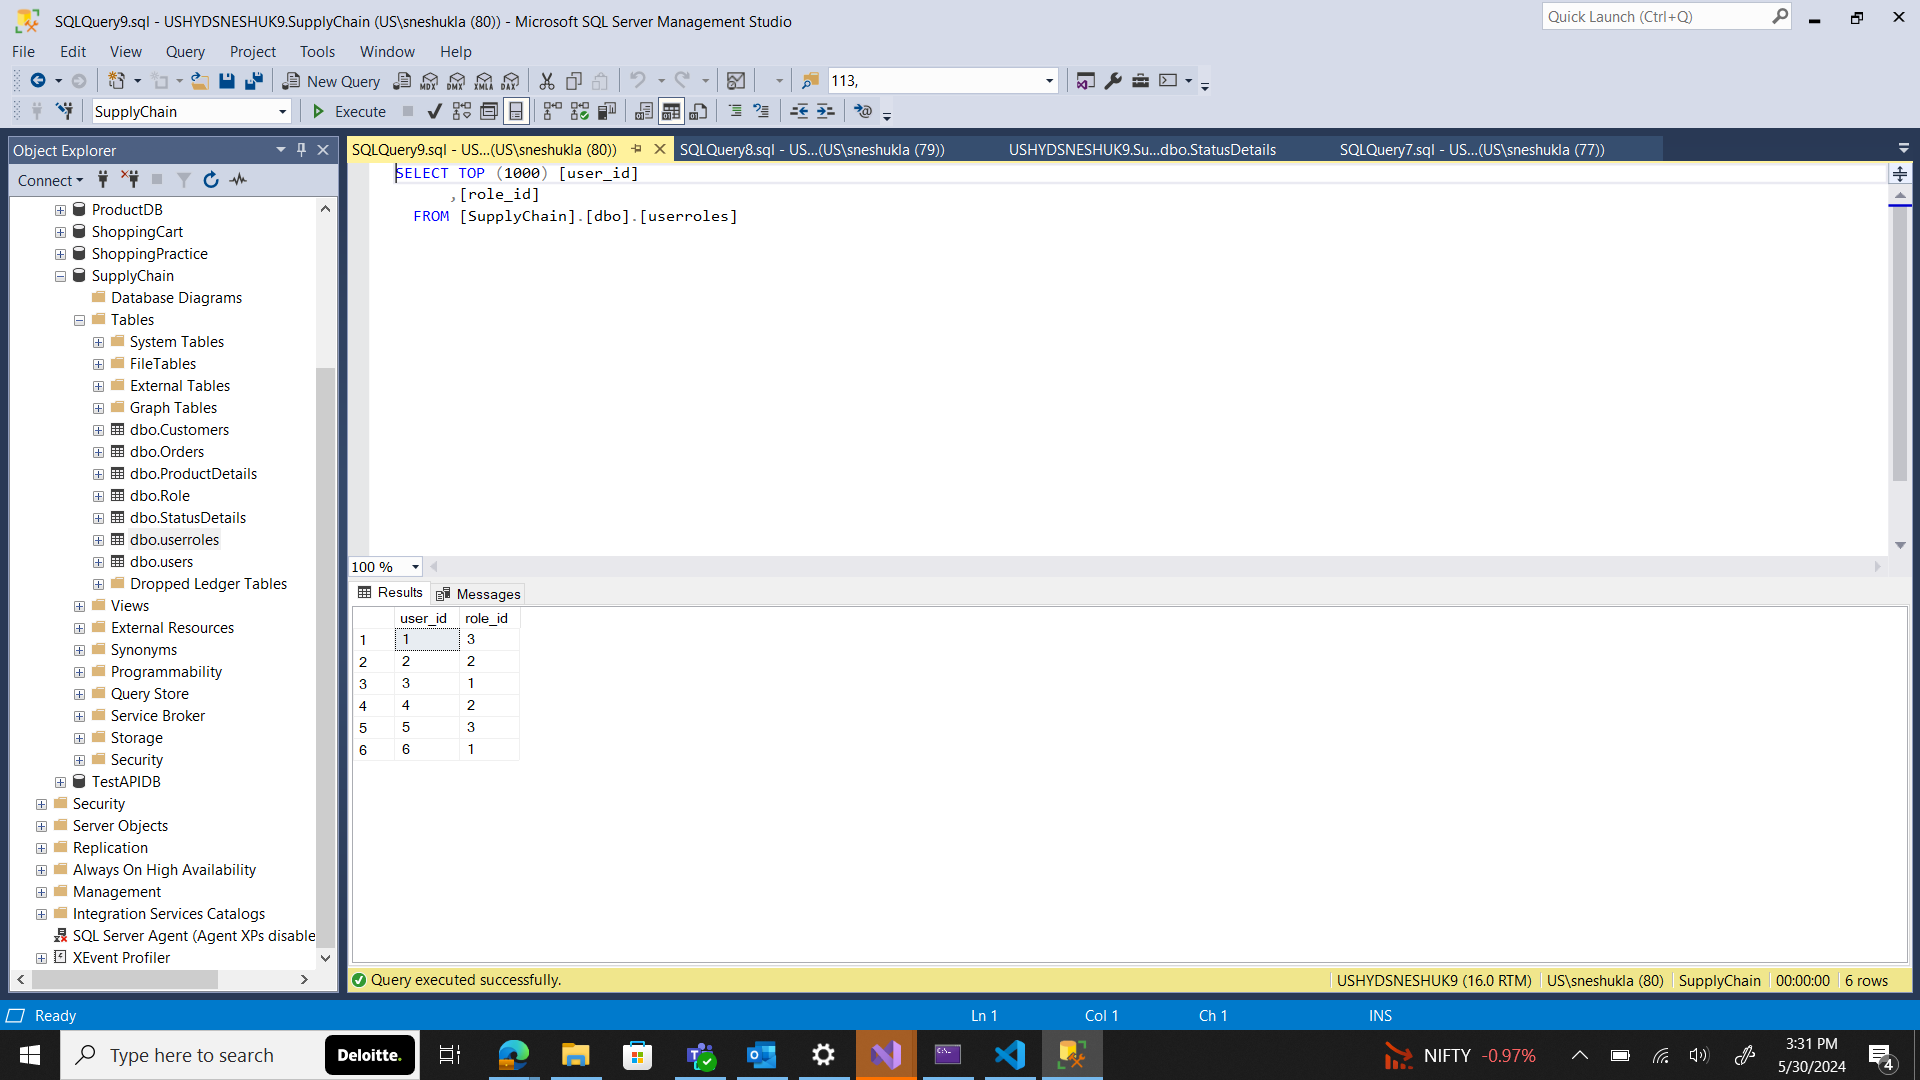 SQLQuery9.sql - USHYDSNESHUK9.SupplyChain (US\sneshukla (80)) - Microsoft SQL Server Management Studio
Quick Launch (Ctrl+Q)
File Edit View Query Project Tools Window Help
New Query MDX DMX XMLA DAX 113,
SupplyChain Execute
Object Explorer
Connect
ProductDB
ShoppingCart
ShoppingPractice
SupplyChain
Database Diagrams
Tables
System Tables
FileTables
External Tables
Graph Tables
dbo.Customers
dbo.Orders
dbo.ProductDetails
dbo.Role
dbo.StatusDetails
dbo.userroles
dbo.users
Dropped Ledger Tables
Views
External Resources
Synonyms
Programmability
Query Store
Service Broker
Storage
Security
TestAPIDB
Security
Server Objects
Replication
Always On High Availability
Management
Integration Services Catalogs
SQL Server Agent (Agent XPs disable
XEvent Profiler
SQLQuery9.sql - US...(US\sneshukla (80)) SQLQuery8.sql - US...(US\sneshukla (79)) USHYDSNESHUK9.Su...dbo.StatusDetails SQLQuery7.sql - US...(US\sneshukla (77))
SELECT TOP (1000) [user_id]
,[role_id]
FROM [SupplyChain].[dbo].[userroles]
100 %
Results Messages
user_id role_id
1 1 3
2 2 2
3 3 1
4 4 2
5 5 3
6 6 1
Query executed successfully. USHYDSNESHUK9 (16.0 RTM) US\sneshukla (80) SupplyChain 00:00:00 6 rows
Ready Ln 1 Col 1 Ch 1 INS
Type here to search Deloitte. NIFTY -0.97% 3:31 PM
5/30/2024 4